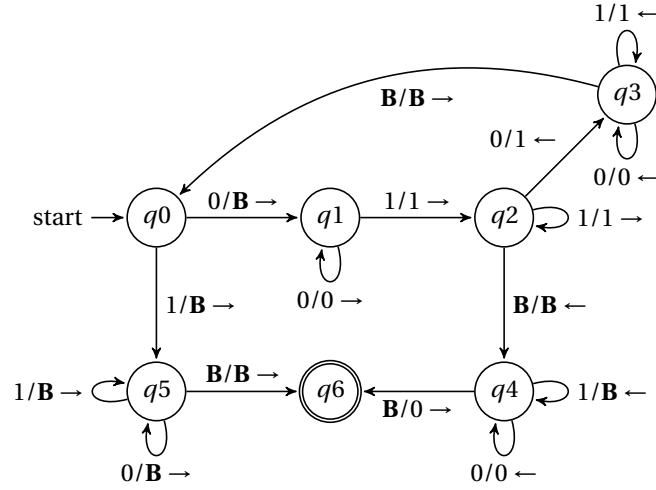 1/1 ←
q3
B/B →
0/1 ←
0/0 ←
start
q0
0/B →
q1
1/1 →
q2
1/1 →
0/0 →
1/B →
B/B ←
1/B →
q5
B/B →
q6
B/0 →
q4
1/B ←
0/B →
0/0 ←